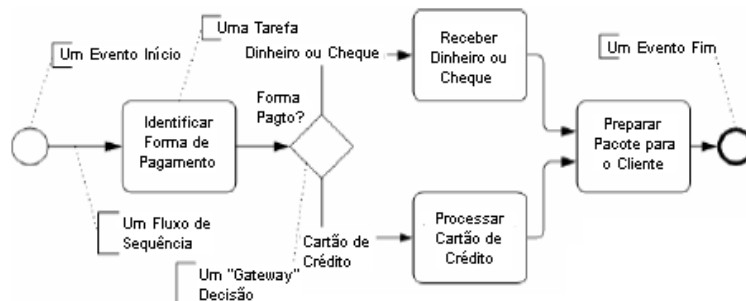 Um Evento Início
Uma Tarefa
Dinheiro ou Cheque
Receber
Dinheiro ou
Cheque
Um Evento Fim
Identificar
Forma de
Pagamento
Forma
Pagto?
Preparar
Pacote para
o Cliente
Um Fluxo de
Sequência
Cartão de
Crédito
Processar
Cartão de
Crédito
Um "Gateway"
Decisão